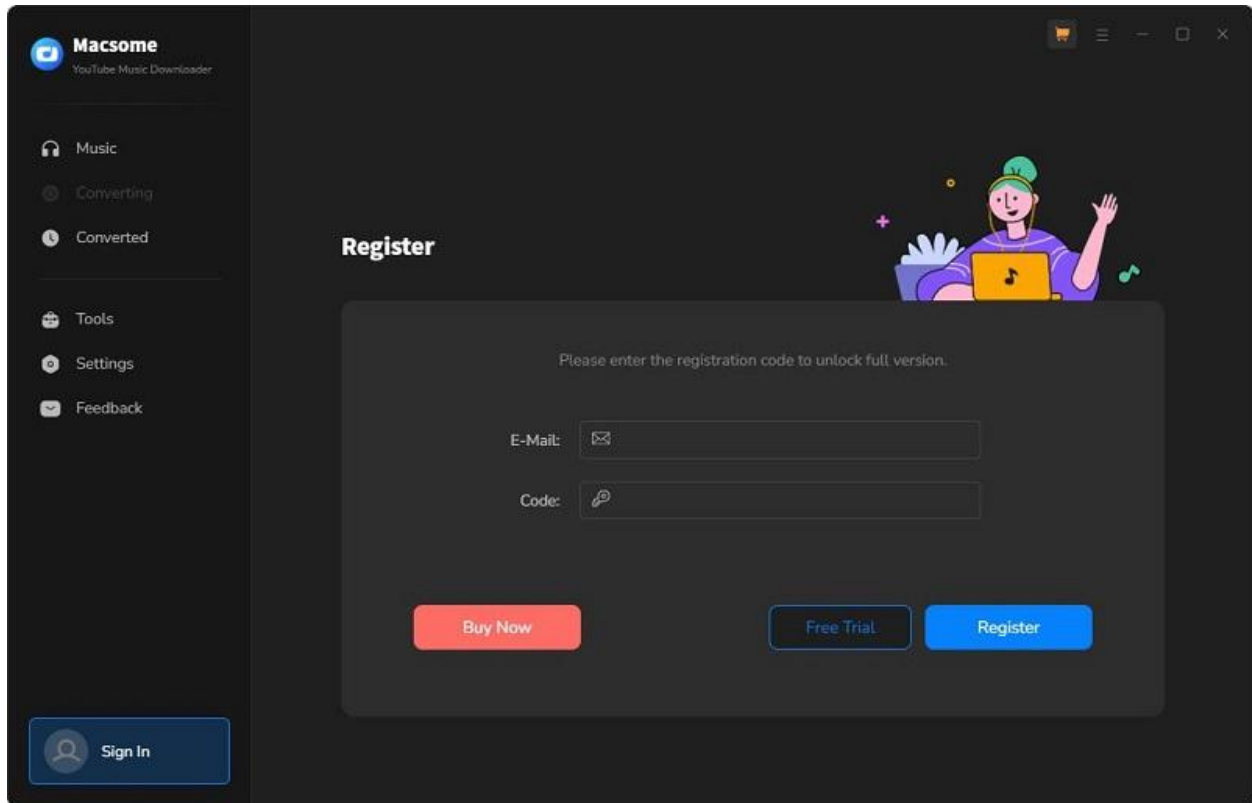 Macsome
YouTube Music Downloader
Music
Converting
Converted
Tools
Settings
Feedback
Sign In
Register
Please enter the registration code to unlock full version.
E-Mail:
Code:
Buy Now
Free Trial
Register